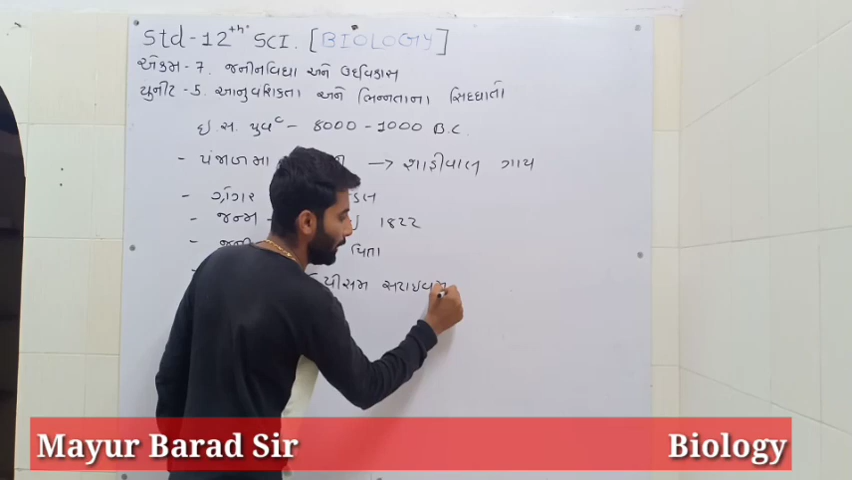 Std-12th SCI. [BIOLOGY]
એકમ-7. જનીનવિદ્યા અને ઉદવિકાસ
યુનીટ-5. આનુવંશિકતા અને ભિન્નતાના સિદ્ધાંતો
ઇ સ. પુર્વ - 8000 - 1000 B.C.
- પંજાબમા → શાહીવાલ ગાય
- ગ્રેગર
- જન્મ - 1822
- પિતા
પીસમ સટાઇવમ
Mayur Barad Sir
Biology